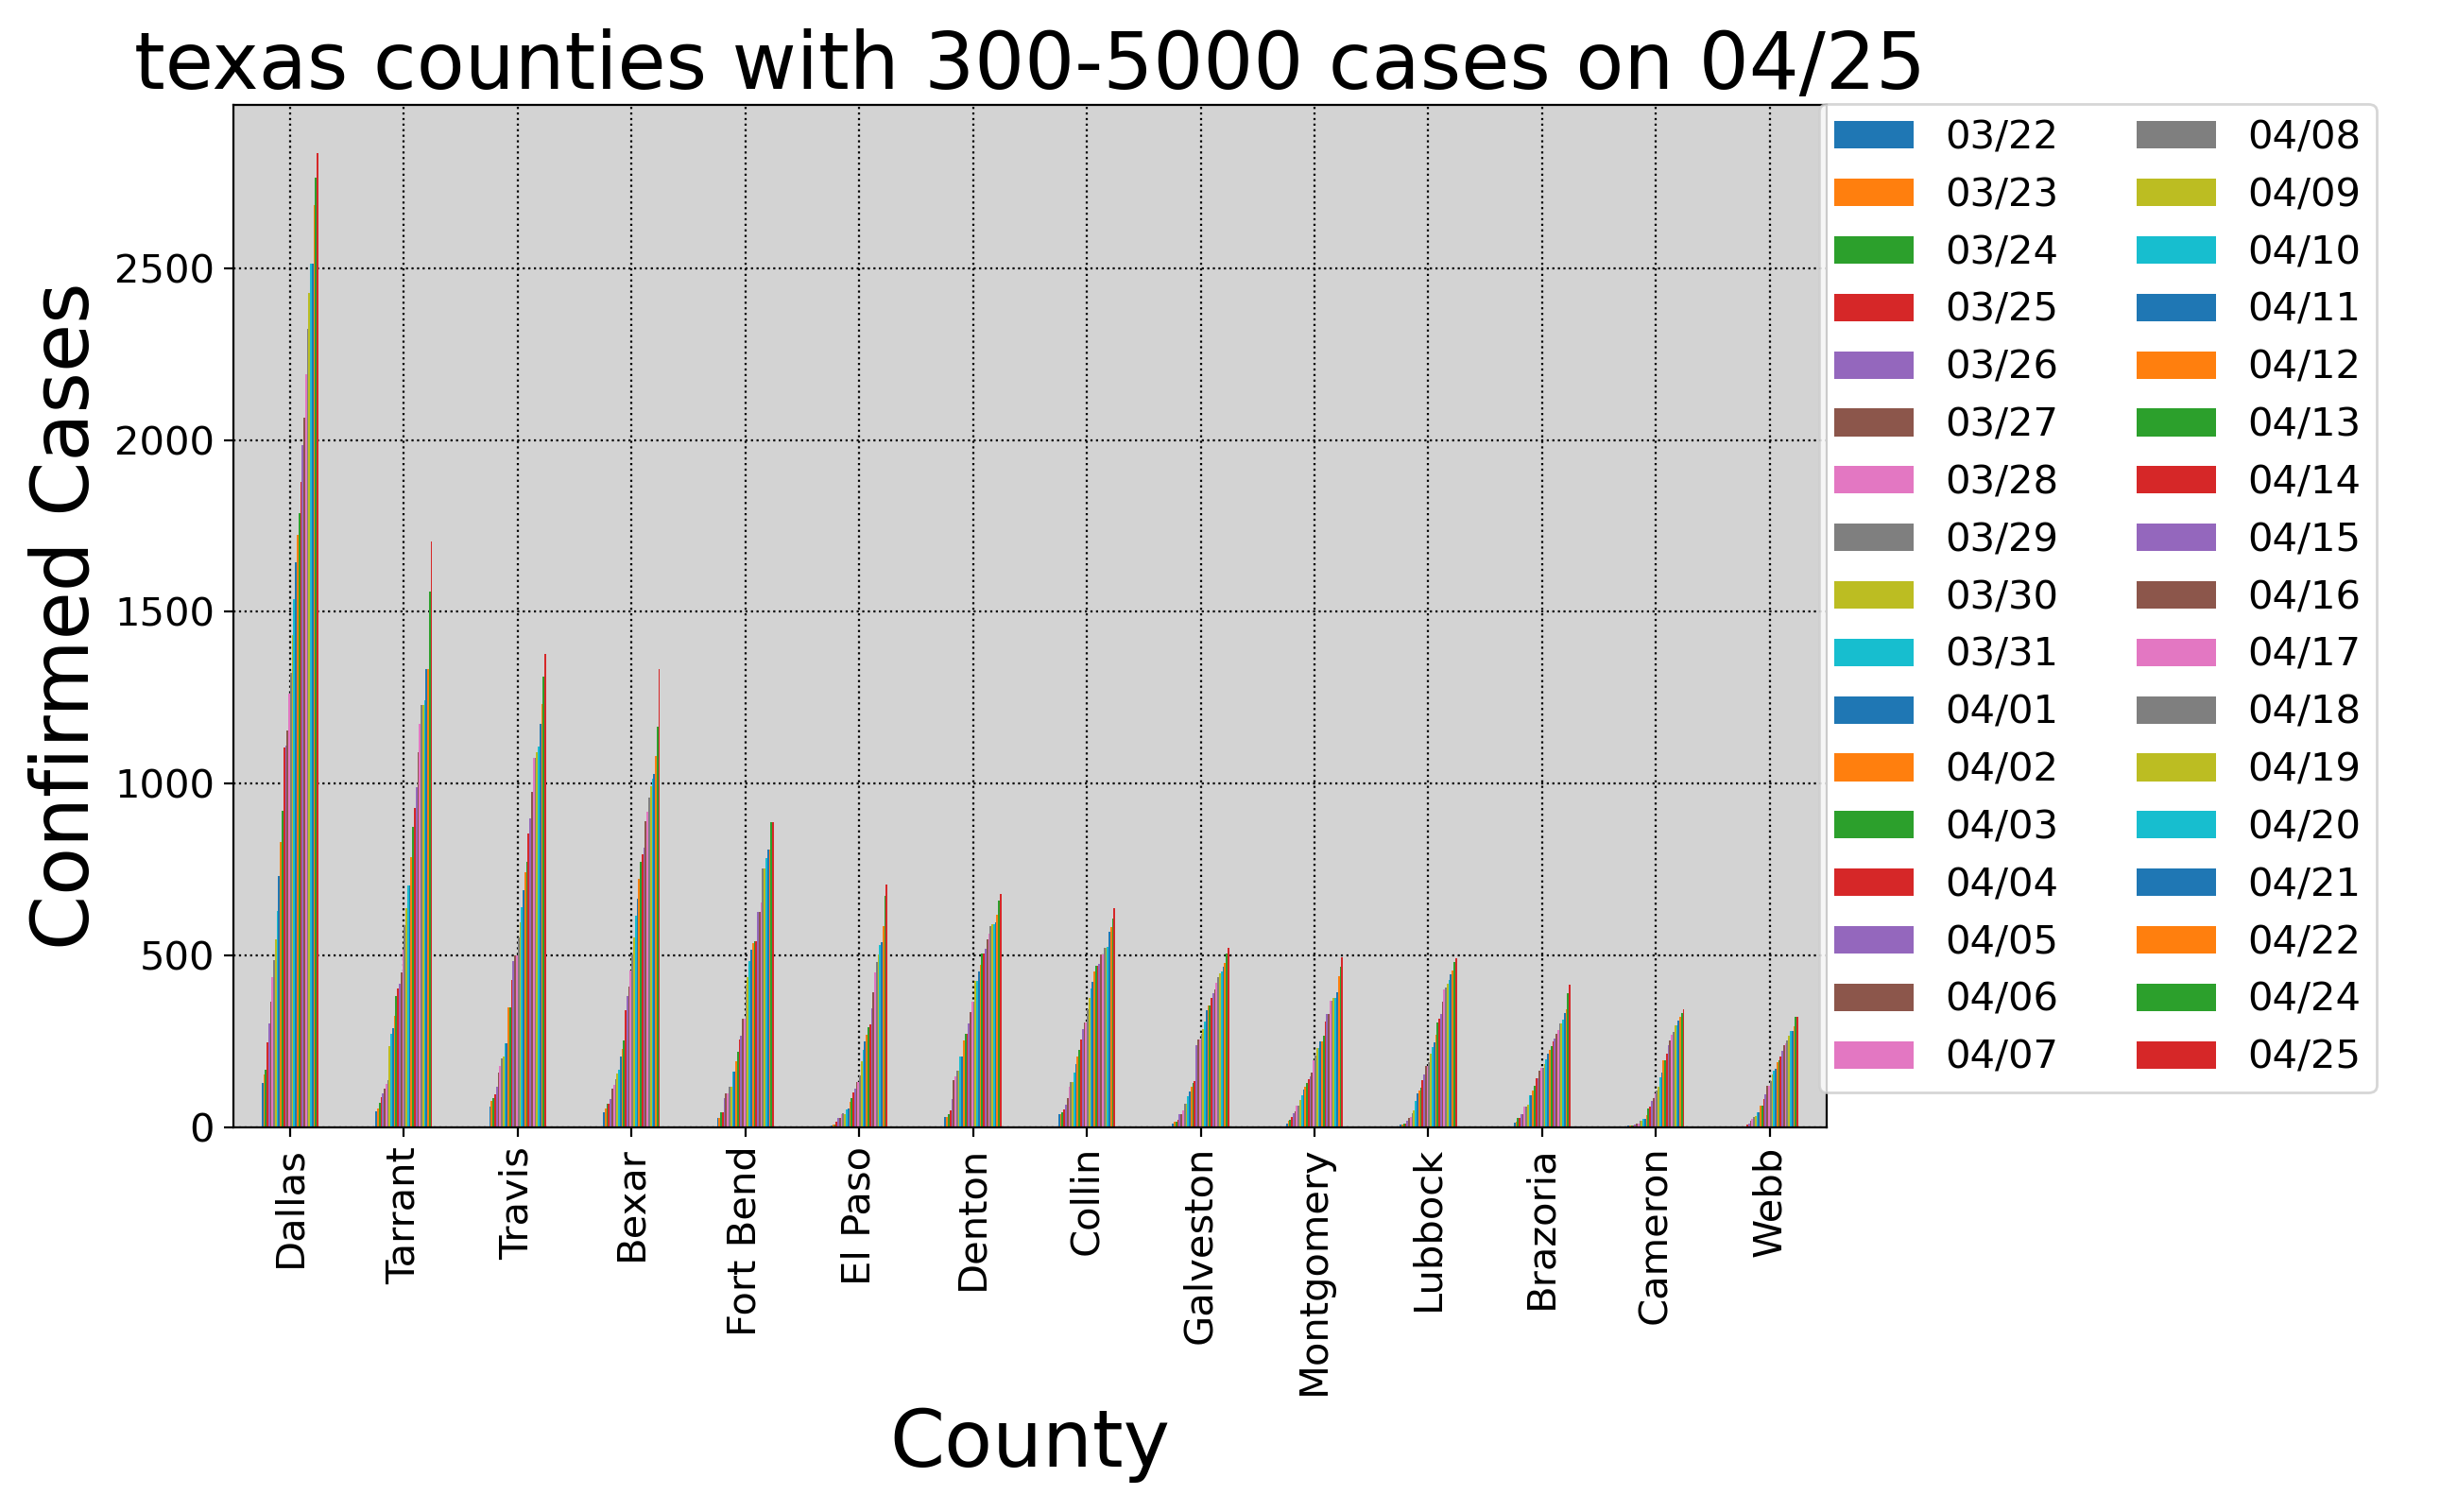 texas counties with 300-5000 cases on 04/25
Confirmed Cases
2500
2000
1500
1000
500
0
Dallas
Tarrant
Travis
Bexar
Fort Bend
El Paso
Denton
Collin
Galveston
Montgomery
Lubbock
Brazoria
Cameron
Webb
County
03/22
03/23
03/24
03/25
03/26
03/27
03/28
03/29
03/30
03/31
04/01
04/02
04/03
04/04
04/05
04/06
04/07
04/08
04/09
04/10
04/11
04/12
04/13
04/14
04/15
04/16
04/17
04/18
04/19
04/20
04/21
04/22
04/24
04/25